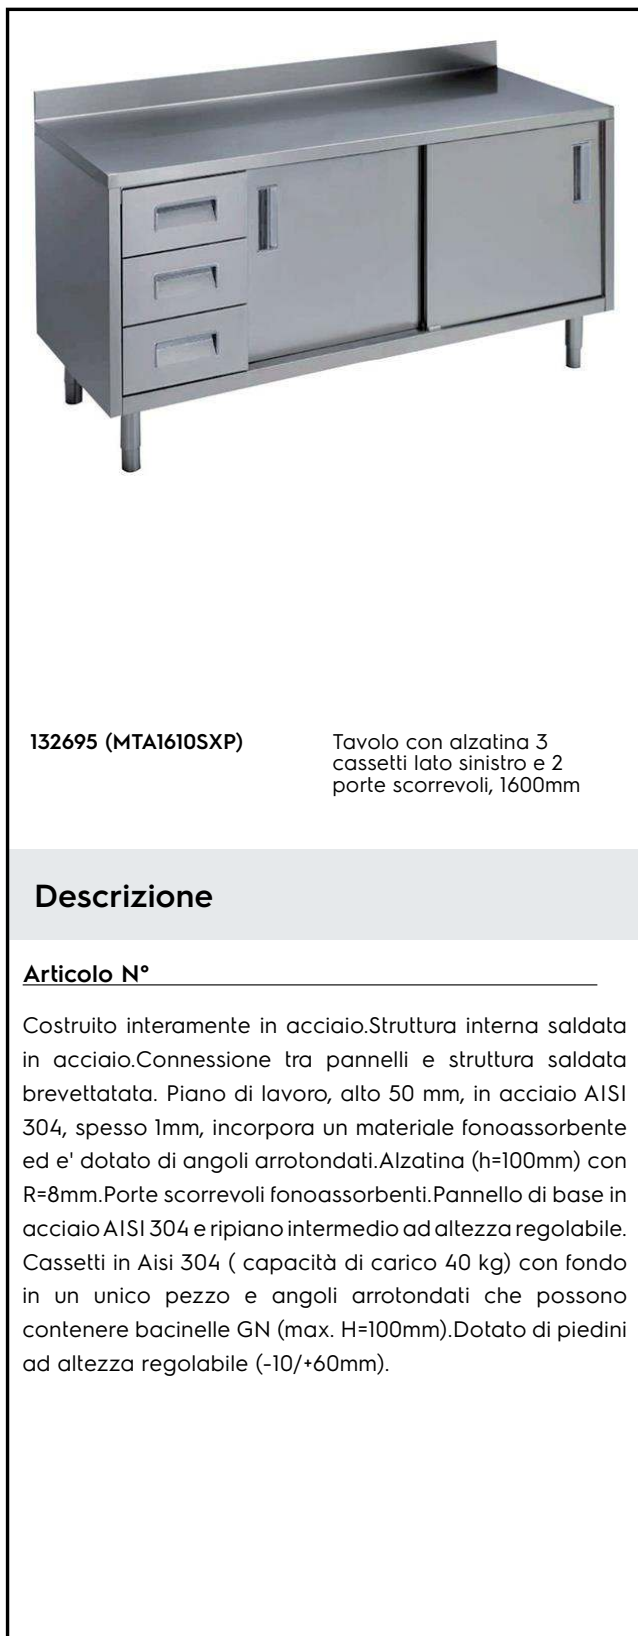 132695 (MTA1610SXP)
Tavolo con alzatina 3
cassetti lato sinistro e 2
porte scorrevoli, 1600mm
Descrizione
Articolo N°
Costruito interamente in acciaio.Struttura interna saldata
in acciaio.Connessione tra pannelli e struttura saldata
brevettatata. Piano di lavoro, alto 50 mm, in acciaio AISI
304, spesso 1mm, incorpora un materiale fonoassorbente
ed e' dotato di angoli arrotondati.Alzatina (h=100mm) con
R=8mm.Porte scorrevoli fonoassorbenti.Pannello di base in
acciaio AISI 304 e ripiano intermedio ad altezza regolabile.
Cassetti in Aisi 304 ( capacità di carico 40 kg) con fondo
in un unico pezzo e angoli arrotondati che possono
contenere bacinelle GN (max. H=100mm).Dotato di piedini
ad altezza regolabile (-10/+60mm).